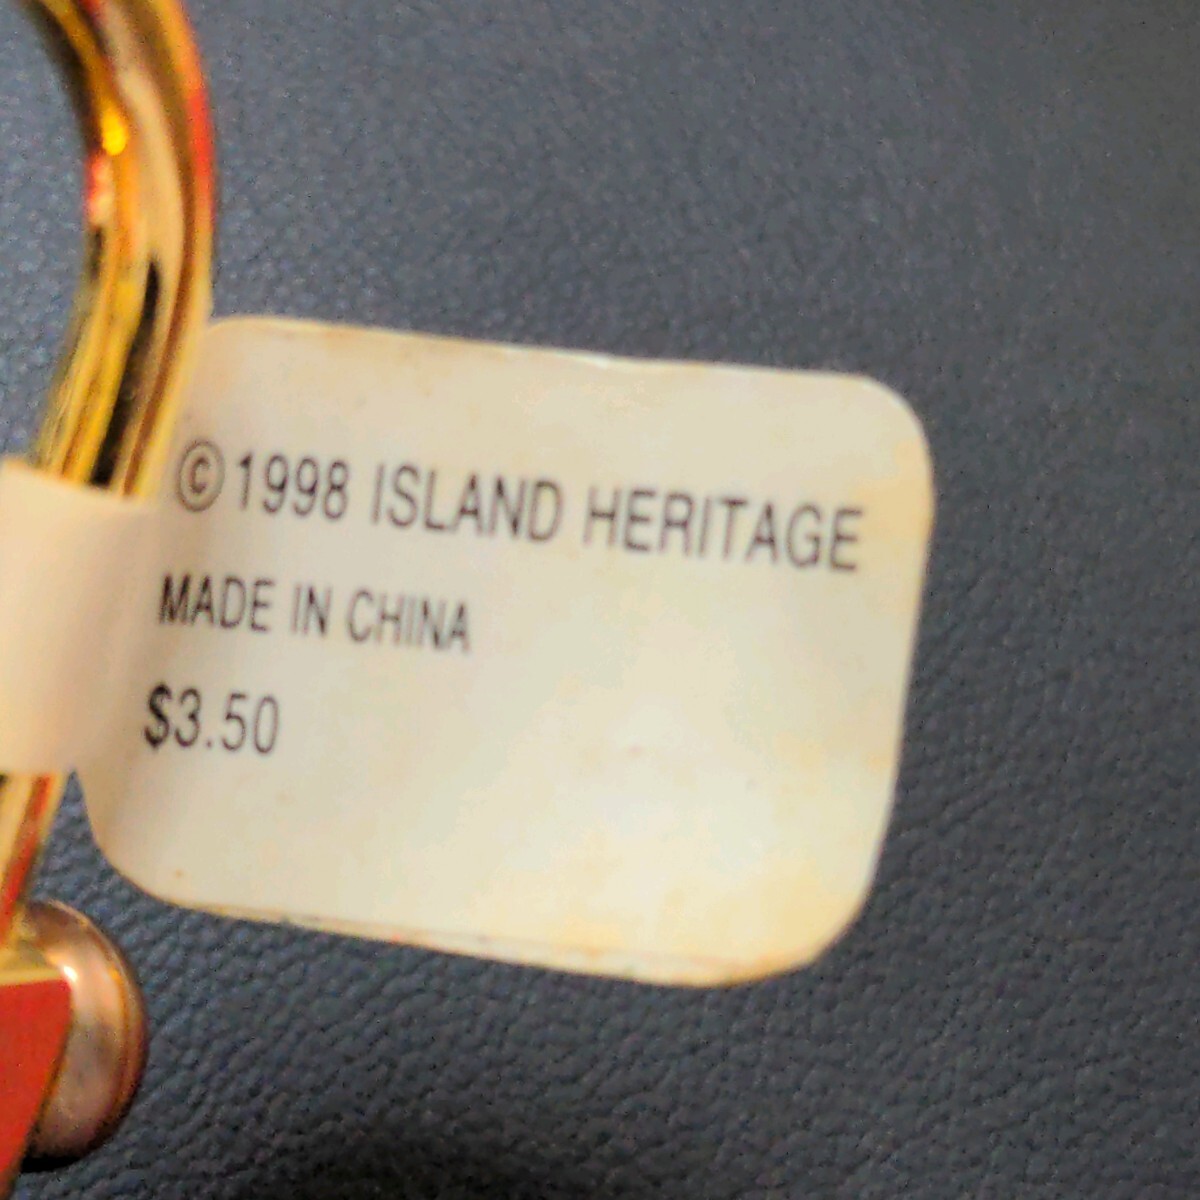 © 1998 ISLAND HERITAGE
MADE IN CHINA
$3.50